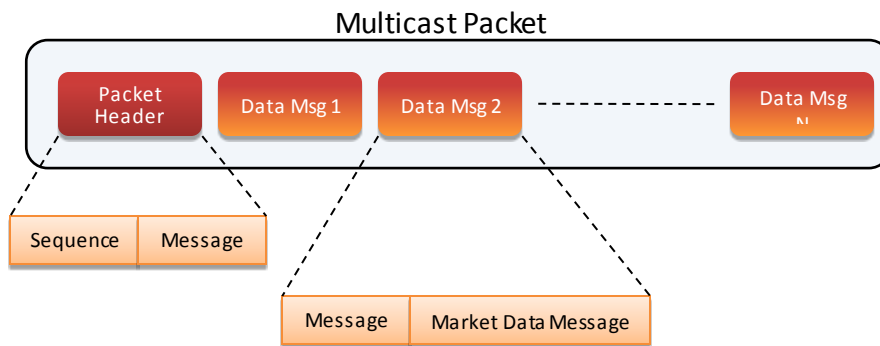 Multicast Packet
Packet
Header
Data Msg 1
Data Msg 2
Data Msg
Sequence
Message
Message
Market Data Message